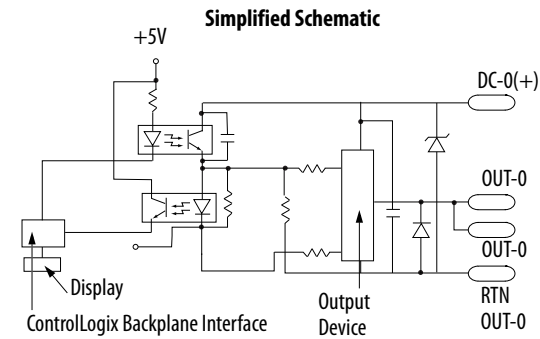 Simplified Schematic
+5V
DC-0(+)
OUT-0
OUT-0
RTN
OUT-0
Display
Output
Device
ControlLogix Backplane Interface